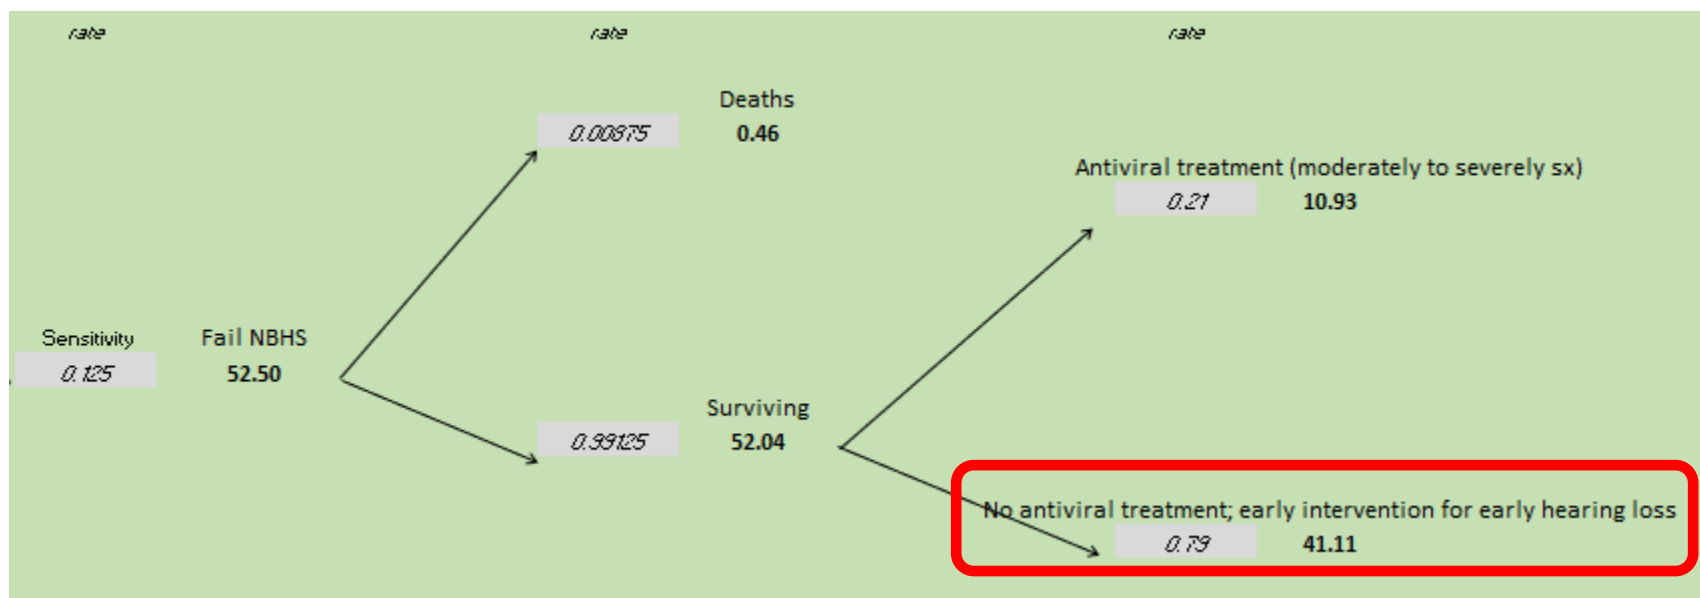 rate rate rate
Deaths
0.00875 0.46
Antiviral treatment (moderately to severely sx)
0.21 10.93
Sensitivity Fail NBHS
0.125 52.50
Surviving
0.99125 52.04
No antiviral treatment; early intervention for early hearing loss
0.79 41.11